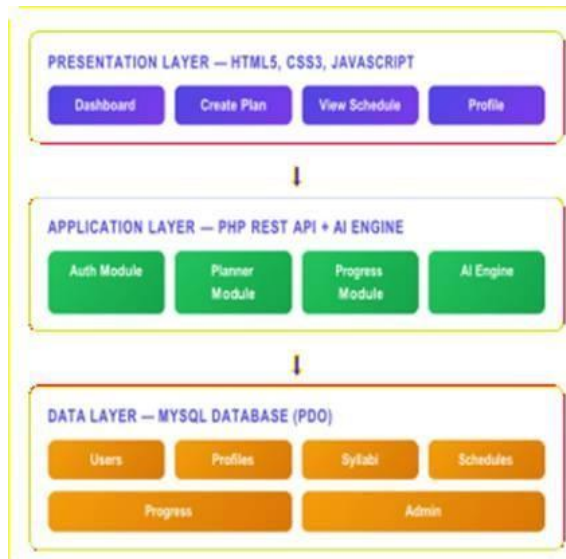 PRESENTATION LAYER — HTML5, CSS3, JAVASCRIPT
Dashboard
Create Plan
View Schedule
Profile
APPLICATION LAYER — PHP REST API + AI ENGINE
Auth Module
Planner
Module
Progress
Module
AI Engine
DATA LAYER — MYSQL DATABASE (PDO)
Users
Profiles
Syllabi
Schedules
Progress
Admin